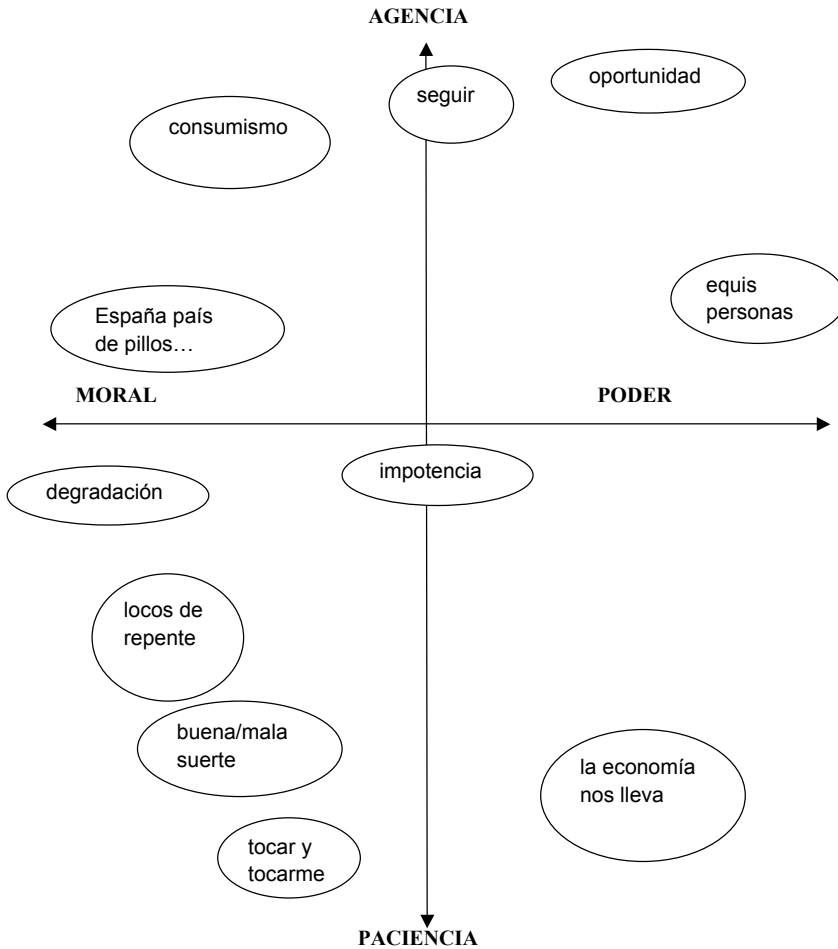 AGENCIA
oportunidad
seguir
consumismo
equis
personas
España país
de pillos…
MORAL
PODER
impotencia
degradación
locos de
repente
buena/mala
suerte
la economía
nos lleva
tocar y
tocarme
PACIENCIA